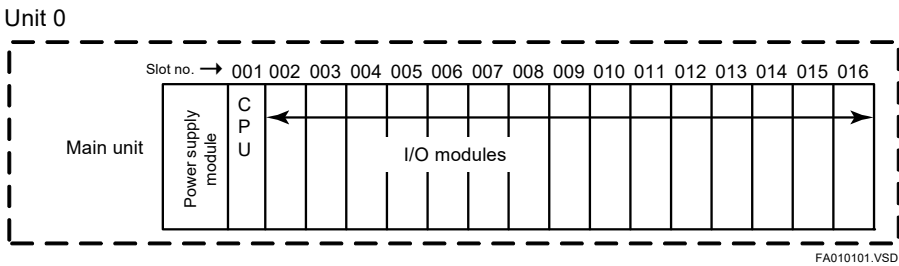 Unit 0
Slot no. → 001 002 003 004 005 006 007 008 009 010 011 012 013 014 015 016
Main unit
Power supply
module
C
P
U
I/O modules
FA010101.VSD